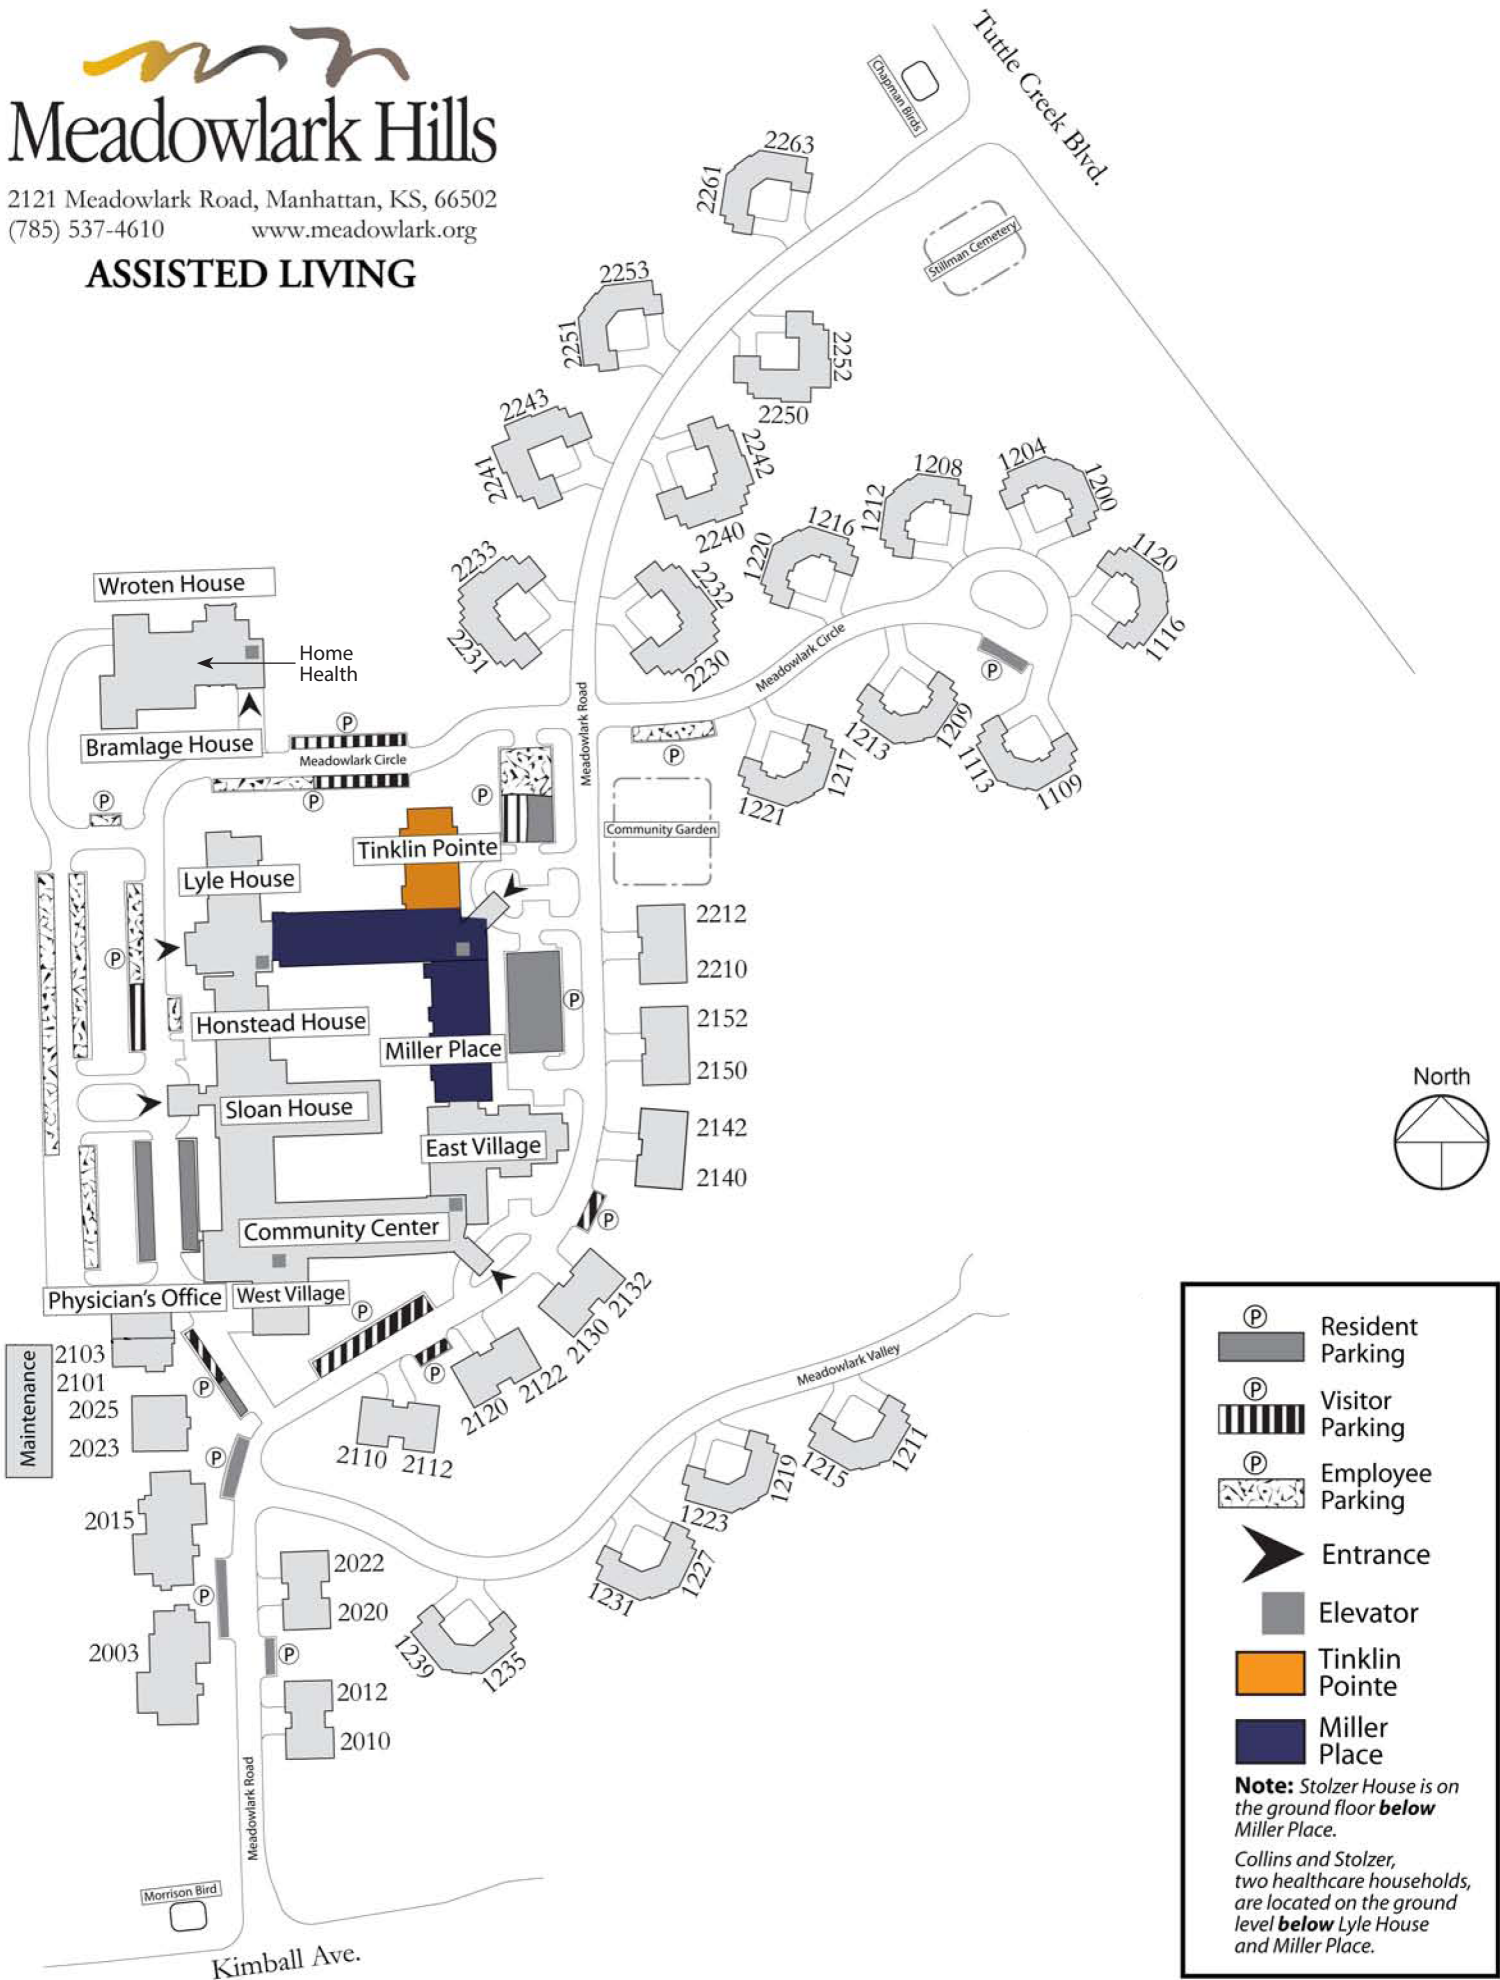 Meadowlark Hills
2121 Meadowlark Road, Manhattan, KS, 66502
(785) 537-4610 www.meadowlark.org
ASSISTED LIVING
Tuttle Creek Blvd.
Chapman Birds
Stillman Cemetery
2263
2261
2253
2251
2252
2250
2243
2241
2242
2240
2233
2231
2232
2230
1220
1216
1212
1208
1204
1200
1120
1116
P
1213
1209
1113
1109
1221
1217
Meadowlark Circle
Meadowlark Road
P
Wroten House
Home
Health
Bramlage House
P
Meadowlark Circle
P
P
P
Community Garden
Tinklin Pointe
Lyle House
P
P
Honstead House
Miller Place
Sloan House
East Village
Community Center
Physician's Office
West Village
2212
2210
2152
2150
2142
2140
P
2132
2130
2122
2120
P
P
2110 2112
2103
2101
2025
2023
Maintenance
P
P
2015
P
2003
2022
2020
P
2012
2010
Meadowlark Valley
1211
1215
1219
1223
1227
1231
1235
1239
Meadowlark Road
Morrison Bird
Kimball Ave.
North
P
Resident
Parking
P
Visitor
Parking
P
Employee
Parking
Entrance
Elevator
Tinklin
Pointe
Miller
Place
Note: Stolzer House is on
the ground floor below
Miller Place.
Collins and Stolzer,
two healthcare households,
are located on the ground
level below Lyle House
and Miller Place.